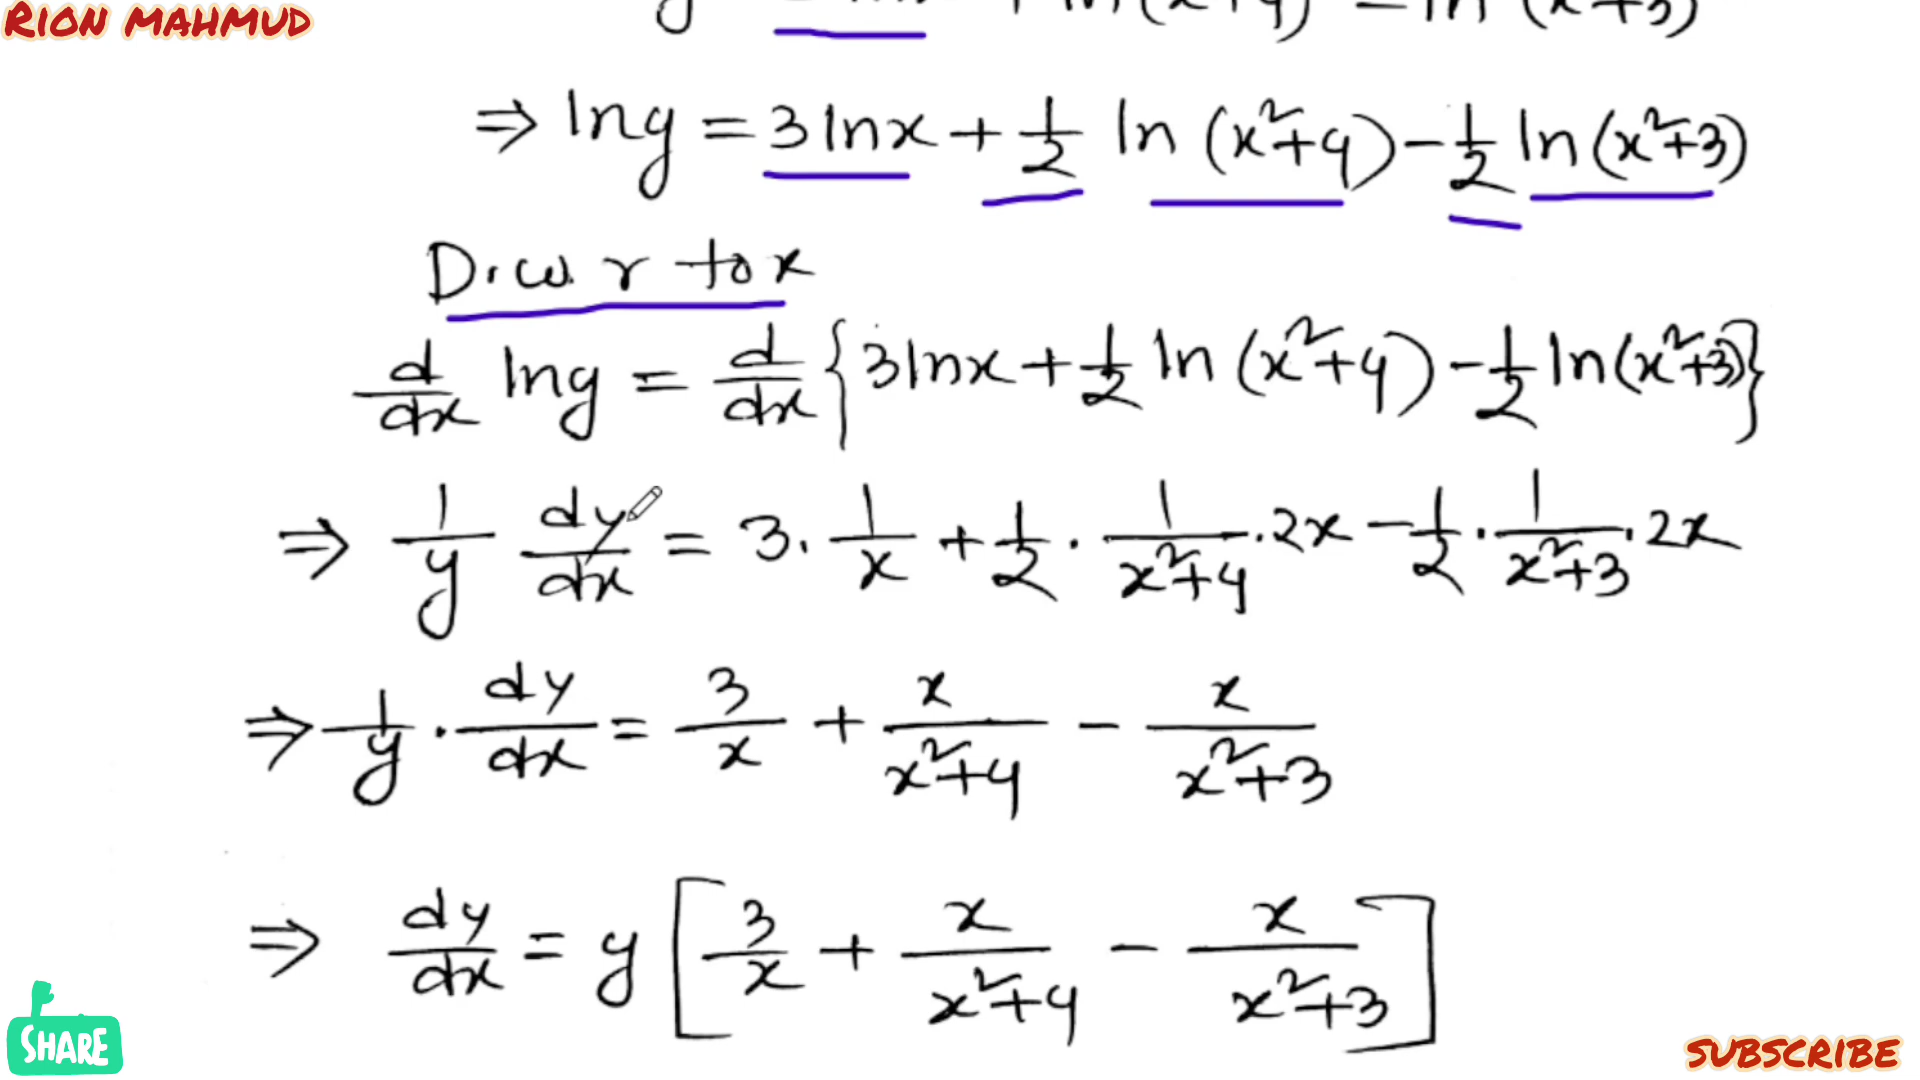 RION MAHMUD
⇒ lny = 3 lnx + 1/2 ln (x²+4) - 1/2 ln(x²+3)
D.w r to x
d/dx lny = d/dx {3lnx + 1/2 ln (x²+4) - 1/2 ln(x²+3)}
⇒ 1/y dy/dx = 3. 1/x + 1/2 . 1/x²+4 . 2x - 1/2 . 1/x²+3 . 2x
⇒ 1/y . dy/dx = 3/x + x/x²+4 - x/x²+3
⇒ dy/dx = y [3/x + x/x²+4 - x/x²+3]
SHARE
SUBSCRIBE